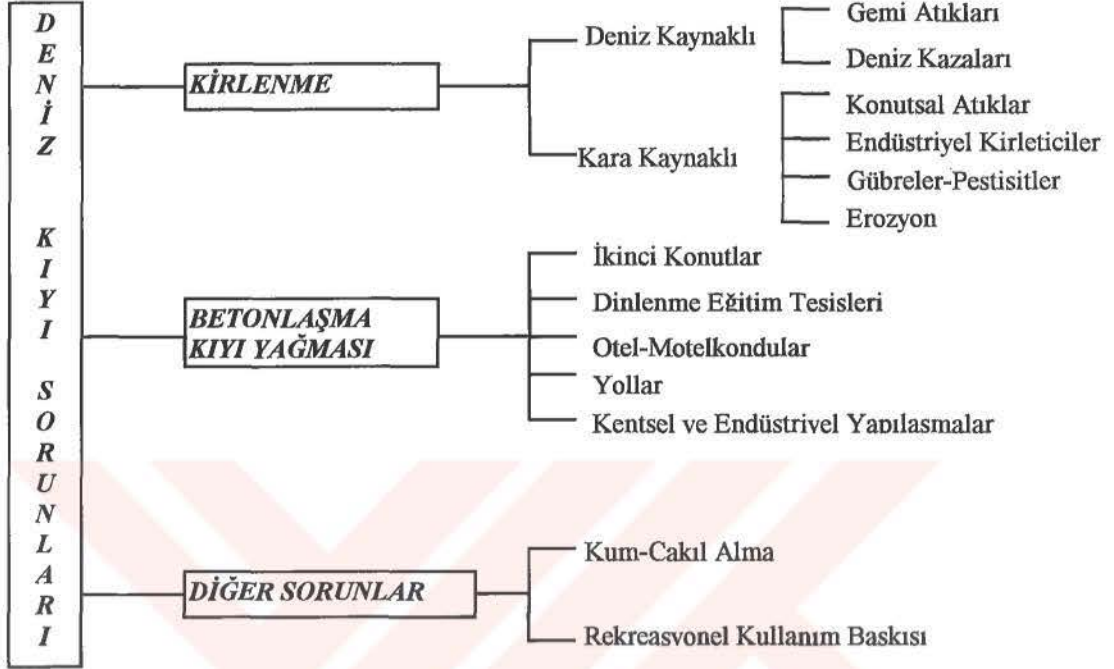 DENİZ KIYI SORUNLARI
KİRLENME
Deniz Kaynaklı
Gemi Atıkları
Deniz Kazaları
Kara Kaynaklı
Konutsal Atıklar
Endüstriyel Kirleticiler
Gübreler-Pestisitler
Erozyon
BETONLAŞMA
KIYI YAĞMASI
İkinci Konutlar
Dinlenme Eğitim Tesisleri
Otel-Motelkondular
Yollar
Kentsel ve Endüstrivel Yapılasmalar
DİĞER SORUNLAR
Kum-Cakıl Alma
Rekreasvonel Kullanım Baskısı